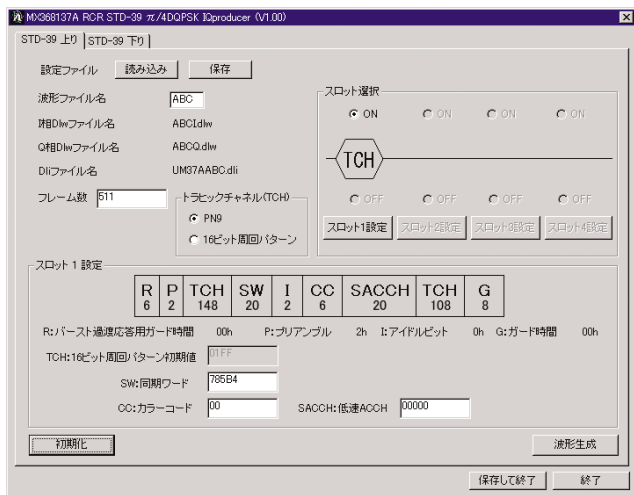 MX368137A RCR STD-39 π/4DQPSK IQproducer (V1.00)
STD-39 上り STD-39 下り
設定ファイル 読み込み 保存
波形ファイル名 ABC
I相DIwファイル名 ABCI.dlw
Q相DIwファイル名 ABCQ.dlw
DIiファイル名 UM37AABC.dli
フレーム数 511
トラヒックチャネル(TCH)
PN9
16ビット周回パターン
スロット選択
ON ON ON ON
TCH
OFF OFF OFF OFF
スロット1設定 スロット2設定 スロット3設定 スロット4設定
スロット 1 設定
R P TCH SW I CC SACCH TCH G
6 2 148 20 2 6 20 108 8
R:バースト過渡応答用ガード時間 00h P:プリアンブル 2h I:アイドルビット 0h G:ガード時間 00h
TCH:16ビット周回パターン初期値 01FF
SW:同期ワード 785B4
CC:カラーコード 00 SACCH:低速ACCH 00000
初期化 波形生成
保存して終了 終了